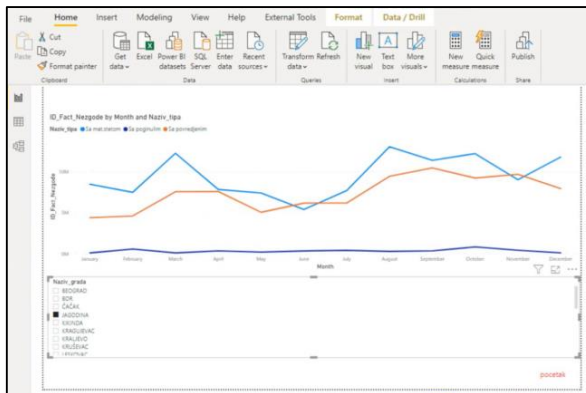 File Home Insert Modeling View Help External Tools Format Data / Drill
Paste
Cut
Copy
Format painter
Clipboard
Get data
Excel
Power BI datasets
SQL Server
Enter data
Recent sources
Data
Transform data
Refresh
Queries
New visual
Text box
More visuals
Insert
New measure
Quick measure
Calculations
Publish
Share
ID_Fact_Nezgode by Month and Naziv_tipa
Naziv_tipa Sa mat.stetom Sa poginulim Sa povredjenim
ID_Fact_Nezgode
January February March April May June July August September October November December
Month
Naziv_grada
BEOGRAD
BOR
ČAČAK
JAGODINA
KIKINDA
KRAGUJEVAC
KRALJEVO
KRUŠEVAC
LESKOVAC
pocetak